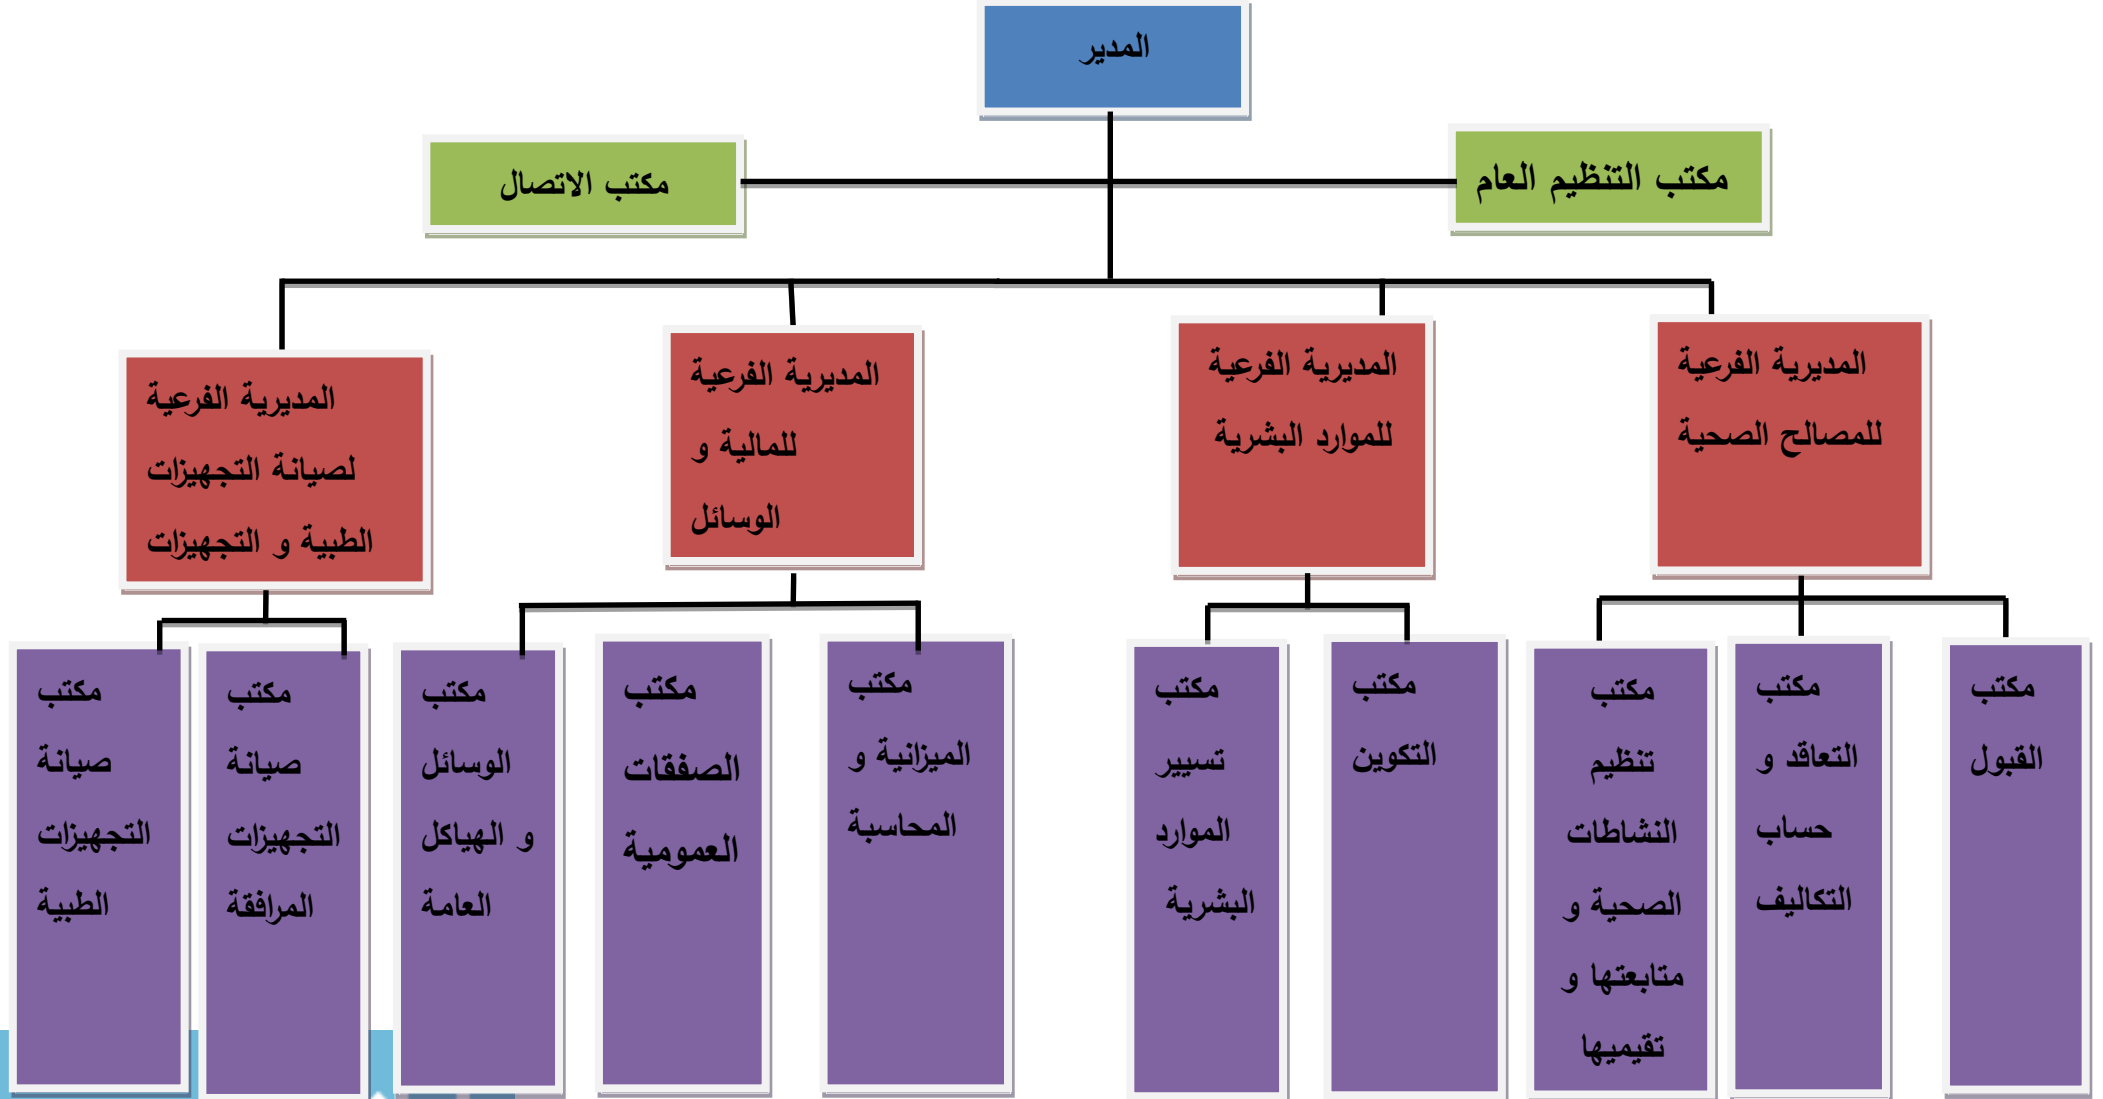 المدير
مكتب التنظيم العام
مكتب الاتصال
المديرية الفرعية
للمصالح الصحية
المديرية الفرعية
للموارد البشرية
المديرية الفرعية
للمالية و
الوسائل
المديرية الفرعية
لصيانة التجهيزات
الطبية و التجهيزات
مكتب
القبول
مكتب
التعاقد و
حساب
التكاليف
مكتب
تنظيم
النشاطات
الصحية و
متابعتها و
تقيميها
مكتب
التكوين
مكتب
تسيير
الموارد
البشرية
مكتب
الميزانية و
المحاسبة
مكتب
الصفقات
العمومية
مكتب
الوسائل
و الهياكل
العامة
مكتب
صيانة
التجهيزات
المرافقة
مكتب
صيانة
التجهيزات
الطبية